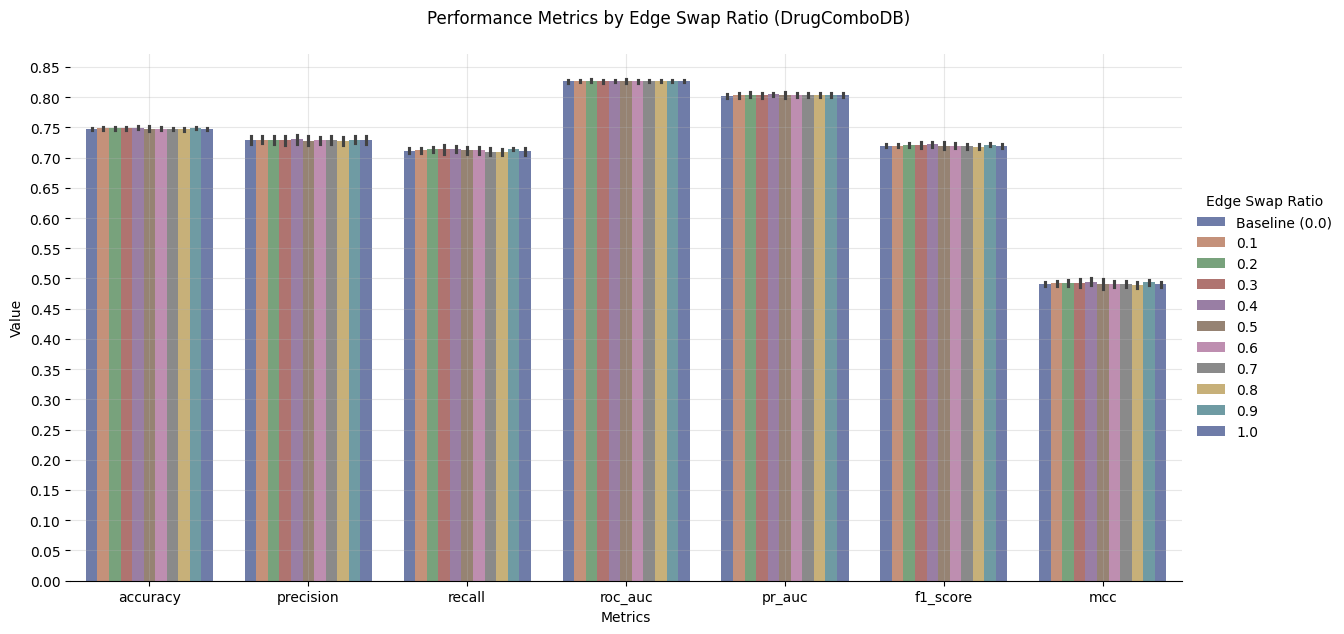 Performance Metrics by Edge Swap Ratio (DrugComboDB)
0.85
0.80
0.75
0.70
0.65
0.60
0.55
0.50
0.45
0.40
0.35
0.30
0.25
0.20
0.15
0.10
0.05
0.00
Value
accuracy
precision
recall
roc_auc
pr_auc
f1_score
mcc
Metrics
Edge Swap Ratio
Baseline (0.0)
0.1
0.2
0.3
0.4
0.5
0.6
0.7
0.8
0.9
1.0